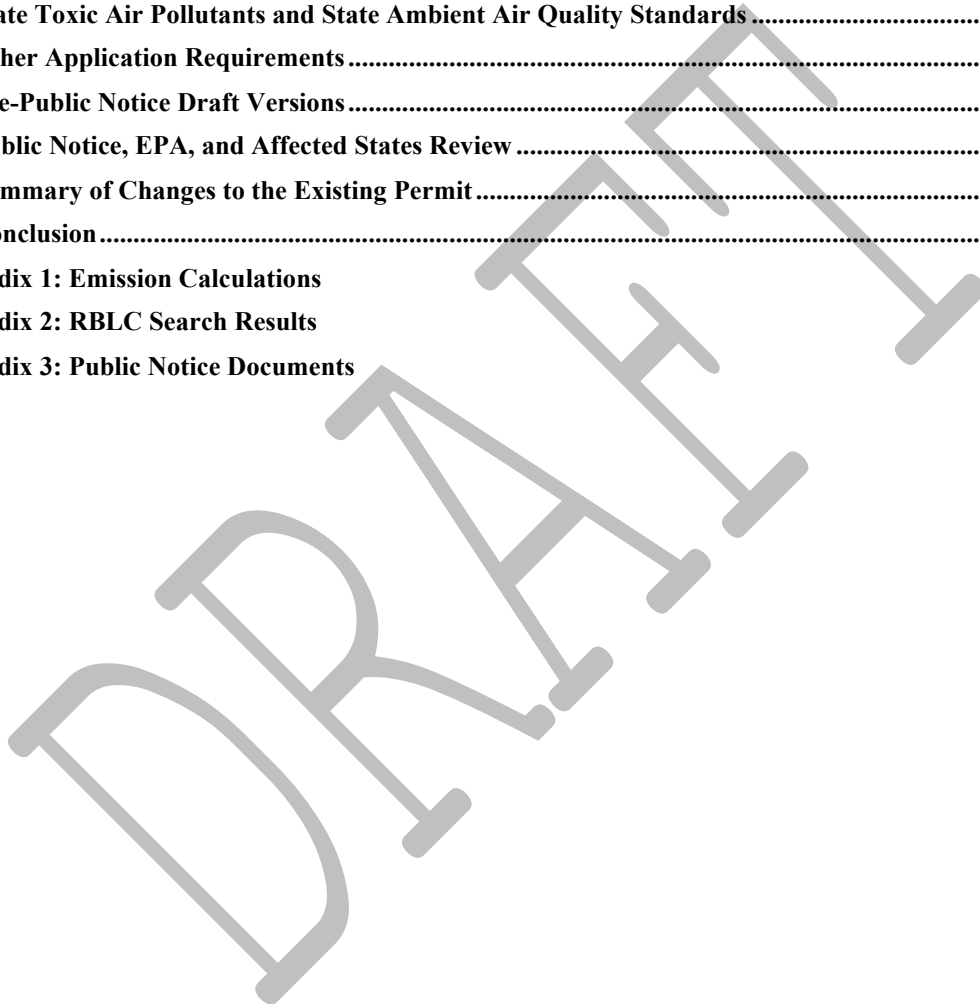 ate Toxic Air Pollutants and State Ambient Air Quality Standards ................................
her Application Requirements ................................
e-Public Notice Draft Versions ................................
blic Notice, EPA, and Affected States Review ................................
mmary of Changes to the Existing Permit ................................
onclusion ................................
dix 1: Emission Calculations
dix 2: RBLC Search Results
dix 3: Public Notice Documents
DRAFT